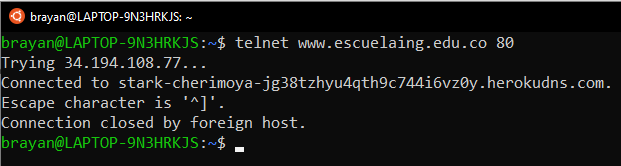 brayan@LAPTOP-9N3HRKJS: ~
brayan@LAPTOP-9N3HRKJS:~$ telnet www.escuelaing.edu.co 80
Trying 34.194.108.77...
Connected to stark-cherimoya-jg38tzhyu4qth9c744i6vz0y.herokudns.com.
Escape character is '^]'.
Connection closed by foreign host.
brayan@LAPTOP-9N3HRKJS:~$